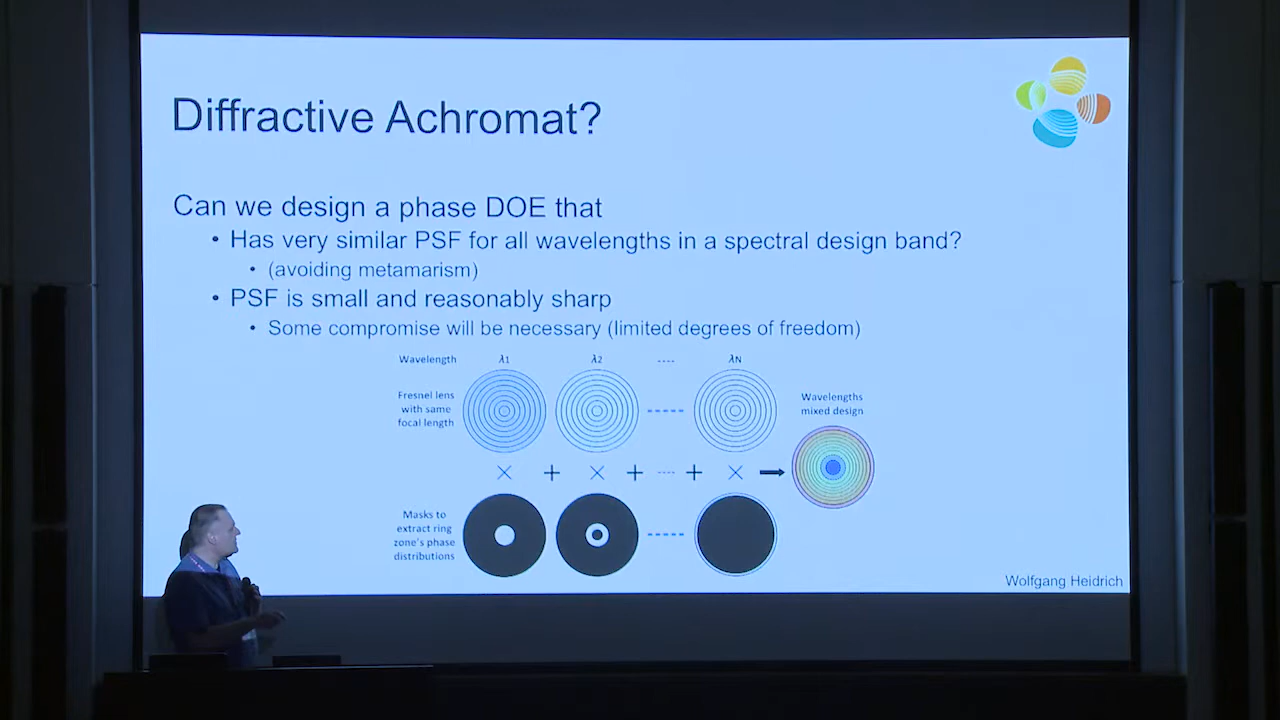 Diffractive Achromat?
Can we design a phase DOE that
• Has very similar PSF for all wavelengths in a spectral design band?
• (avoiding metamarism)
• PSF is small and reasonably sharp
• Some compromise will be necessary (limited degrees of freedom)
Wavelength λ1 λ2 ---- λN
Fresnel lens
with same
focal length
Wavelengths
mixed design
× + × + ---- + ×
Masks to
extract ring
zone's phase
distributions
Wolfgang Heidrich